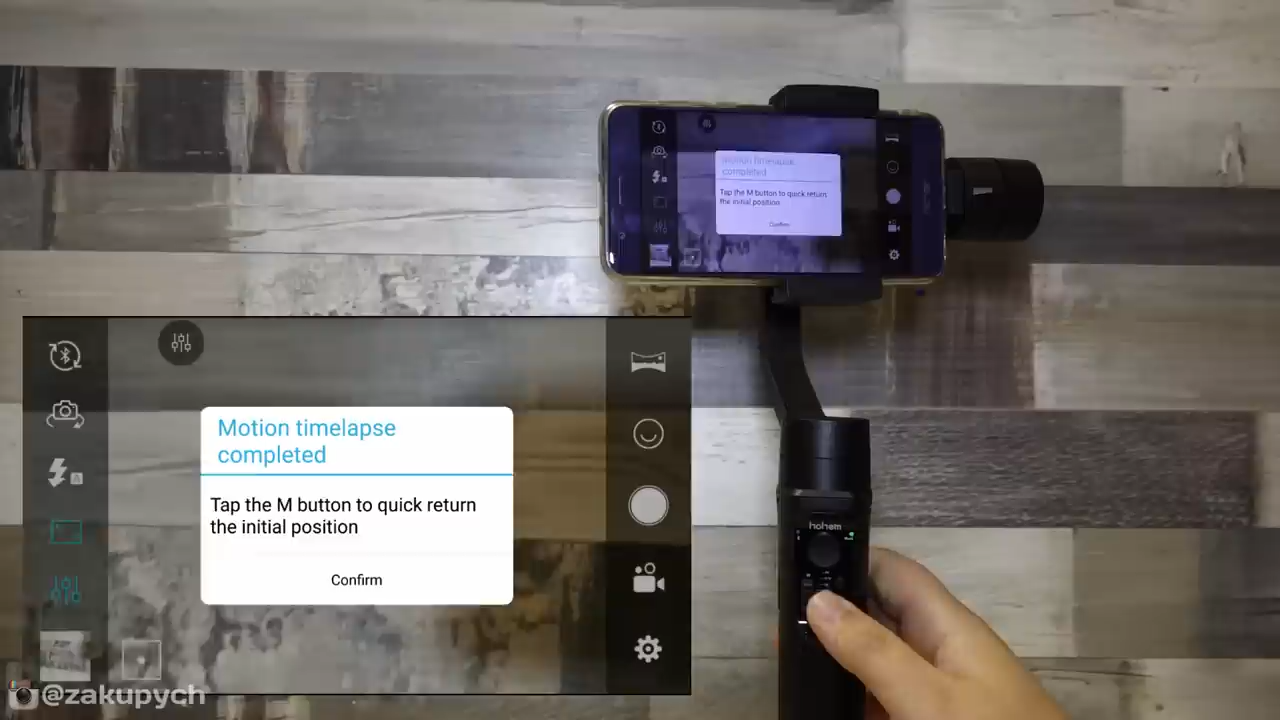 Motion timelapse
completed
Tap the M button to quick return
the initial position
Confirm
Motion timelapse
completed
Tap the M button to quick return
the initial position
Confirm
hohem
@zakupych